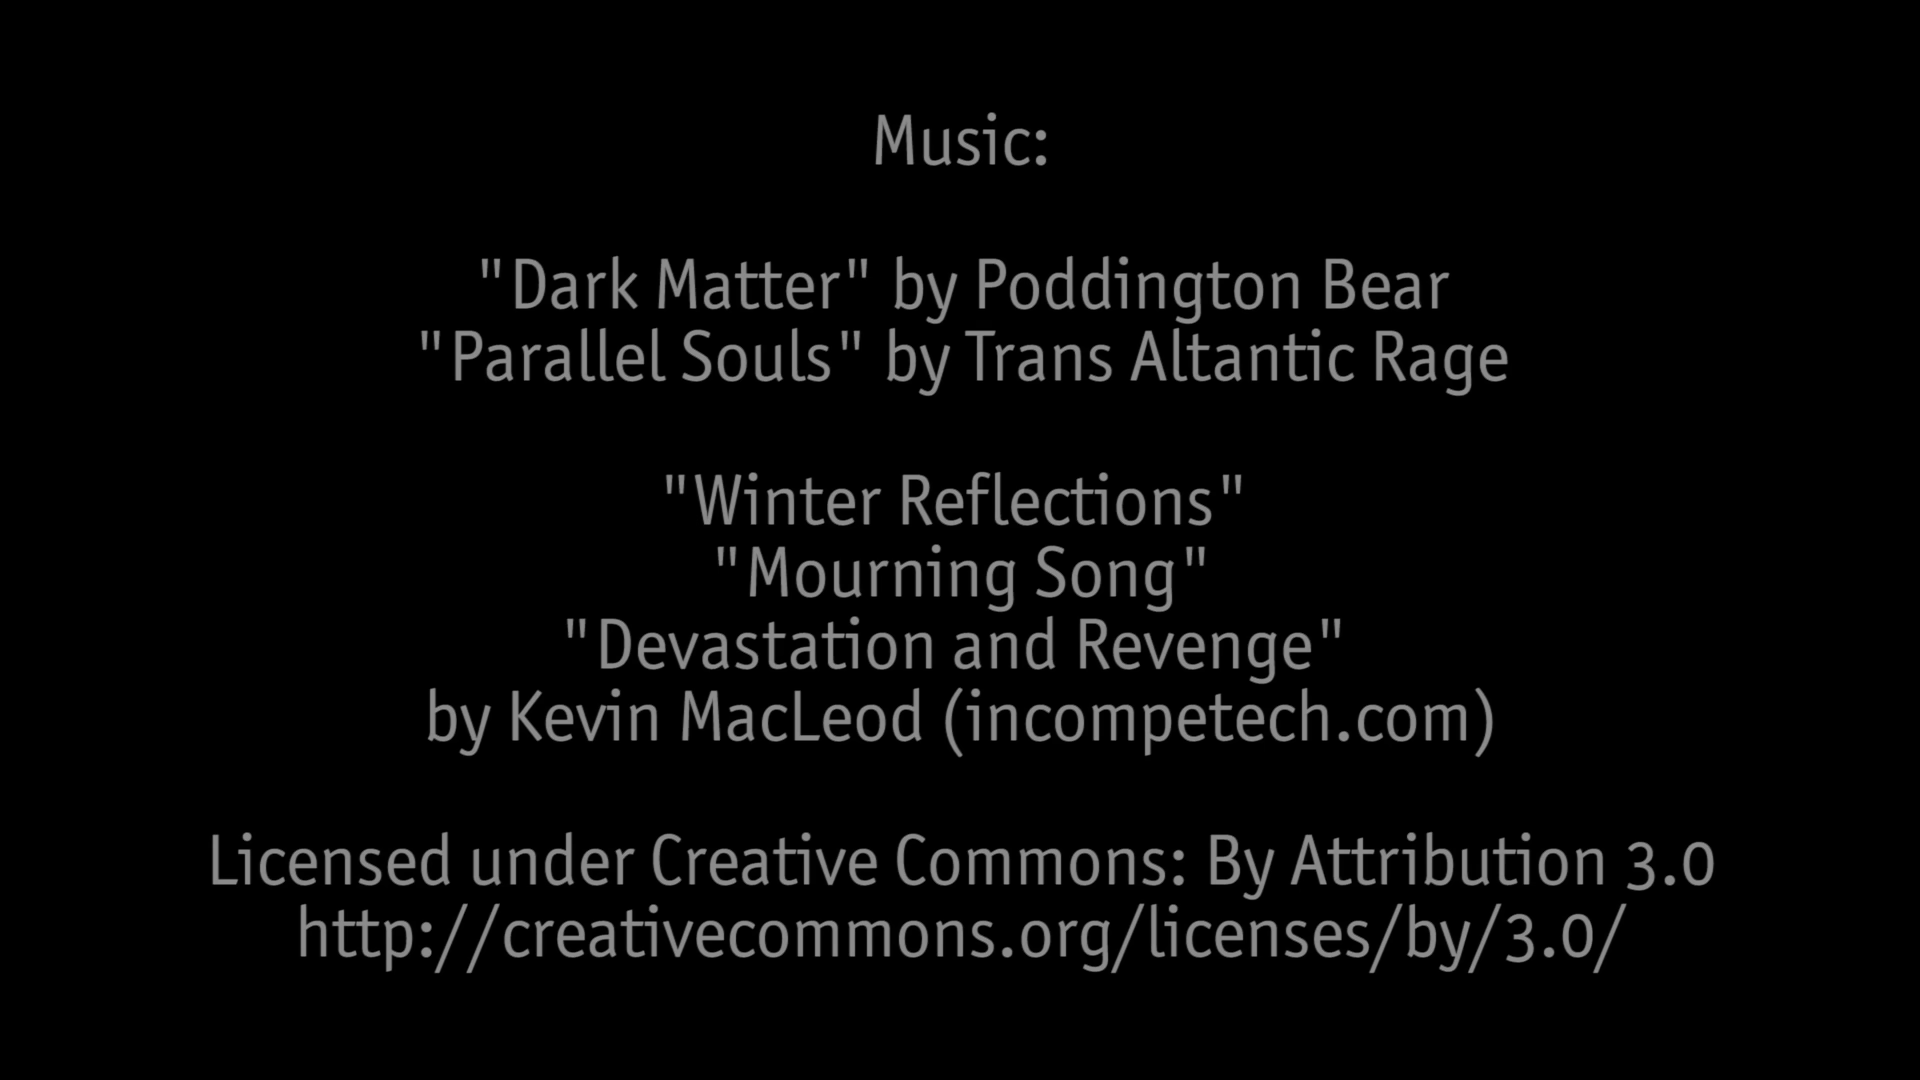 Music:
"Dark Matter" by Poddington Bear
"Parallel Souls" by Trans Altantic Rage
"Winter Reflections"
"Mourning Song"
"Devastation and Revenge"
by Kevin MacLeod (incompetech.com)
Licensed under Creative Commons: By Attribution 3.0
http://creativecommons.org/licenses/by/3.0/